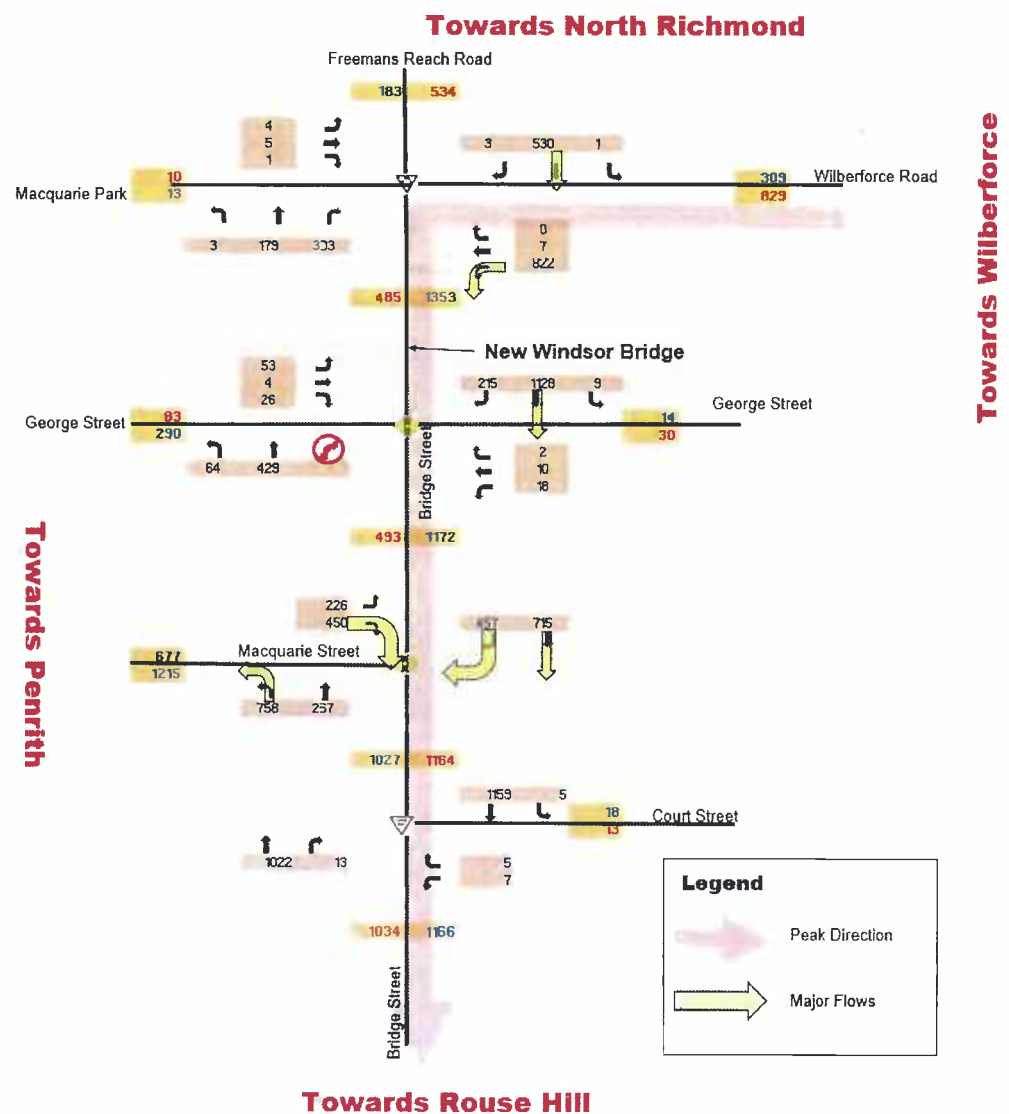 Towards North Richmond
Freemans Reach Road
183 534
4
5
1
3 530 1
10
13
Macquarie Park
309
829
Wilberforce Road
3 179 303
0
7
822
485 1353
Towards Wilberforce
New Windsor Bridge
53
4
26
215 1128 9
George Street
83
290
14
30
George Street
64 429
2
10
18
Bridge Street
493 1172
Towards Penrith
226
450
457 715
Macquarie Street
677
1215
758 267
1027 1164
1159 5
18
13
Court Street
1022 13
5
7
1034 1166
Bridge Street
Legend
Peak Direction
Major Flows
Towards Rouse Hill